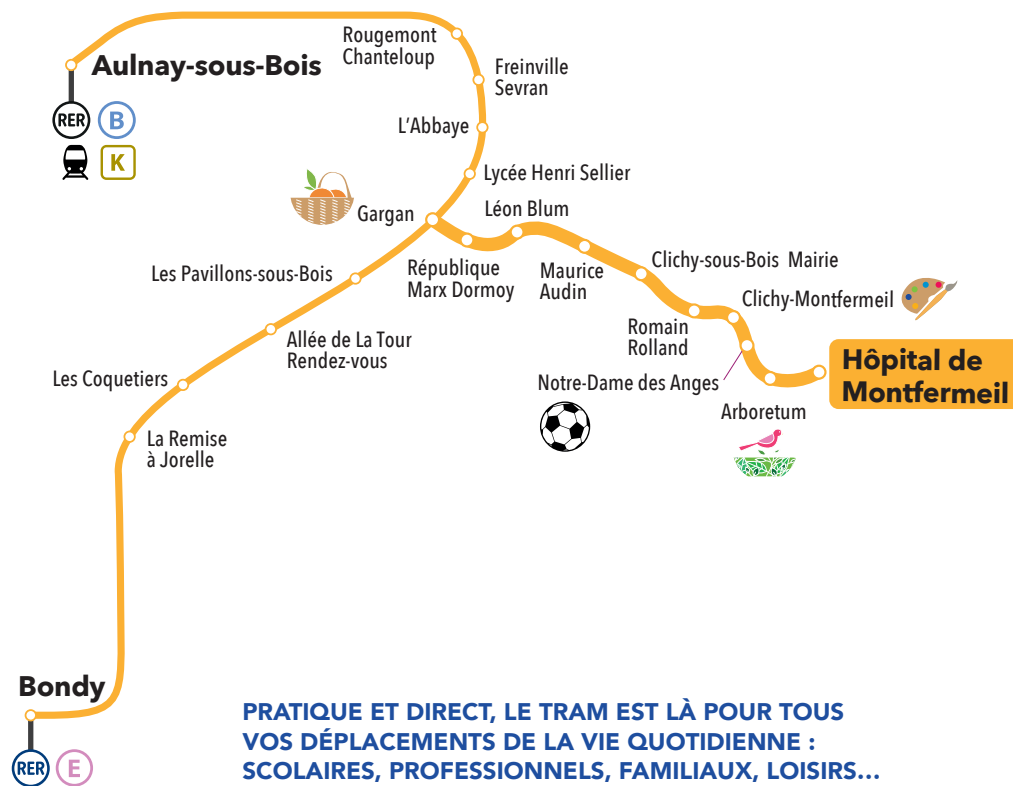 Rougemont
Chanteloup
Aulnay-sous-Bois
Freinville
Sevran
RER B
K
L'Abbaye
Lycée Henri Sellier
Gargan
Léon Blum
Les Pavillons-sous-Bois
République
Marx Dormoy
Maurice
Audin
Clichy-sous-Bois Mairie
Clichy-Montfermeil
Allée de La Tour
Rendez-vous
Romain
Rolland
Hôpital de
Montfermeil
Les Coquetiers
Notre-Dame des Anges
Arboretum
La Remise
à Jorelle
Bondy
RER E
PRATIQUE ET DIRECT, LE TRAM EST LÀ POUR TOUS
VOS DÉPLACEMENTS DE LA VIE QUOTIDIENNE :
SCOLAIRES, PROFESSIONNELS, FAMILIAUX, LOISIRS...